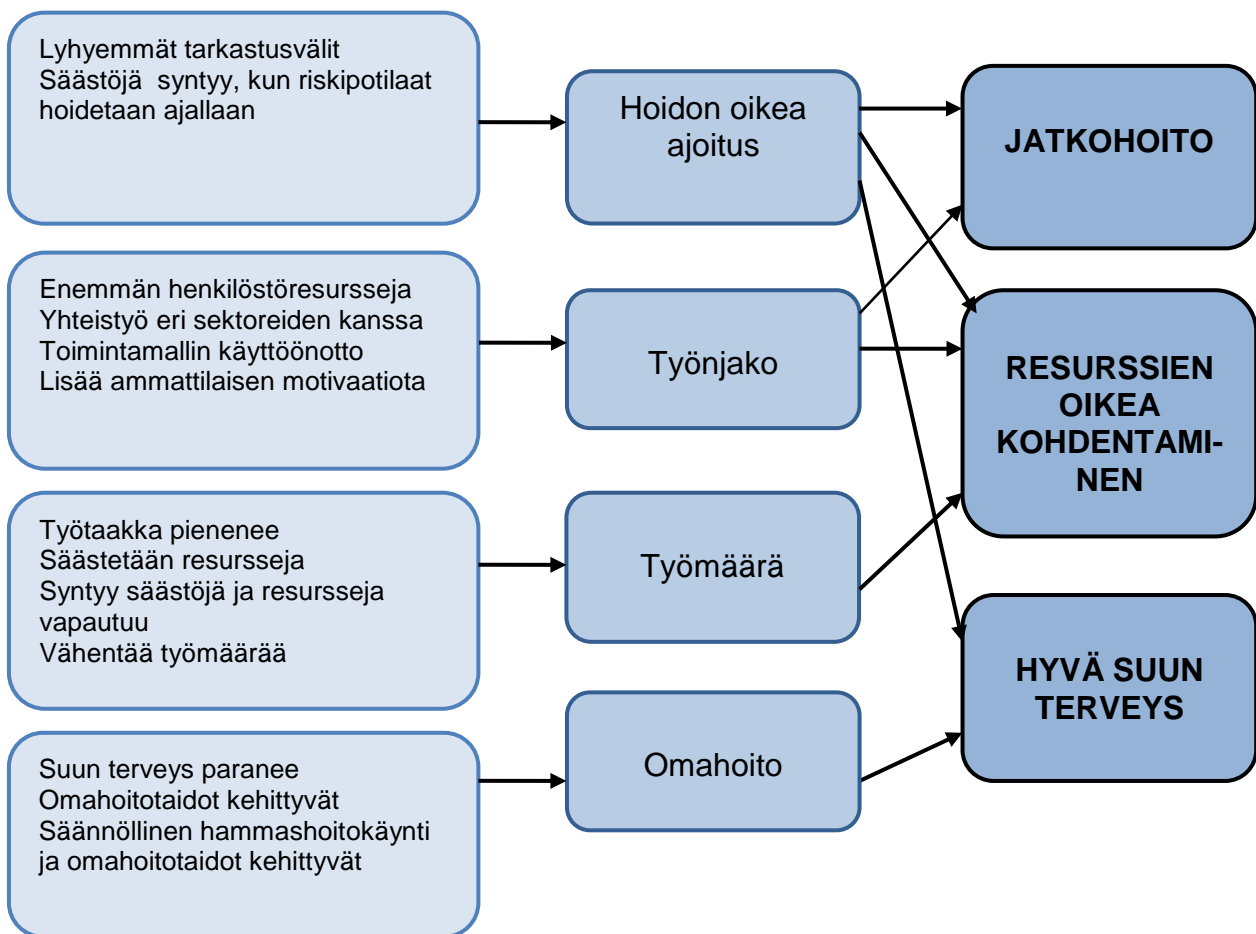 Lyhyemmät tarkastusvälit
Säästöjä syntyy, kun riskipotilaat
hoidetaan ajallaan
Hoidon oikea
ajoitus
JATKOHOITO
Enemmän henkilöstöresursseja
Yhteistyö eri sektoreiden kanssa
Toimintamallin käyttöönotto
Lisää ammattilaisen motivaatiota
Työnjako
RESURSSIEN
OIKEA
KOHDENTAMI-
NEN
Työtaakka pienenee
Säästetään resursseja
Syntyy säästöjä ja resursseja
vapautuu
Vähentää työmäärää
Työmäärä
HYVÄ SUUN
TERVEYS
Suun terveys paranee
Omahoitotaidot kehittyvät
Säännöllinen hammashoitokäynti
ja omahoitotaidot kehittyvät
Omahoito